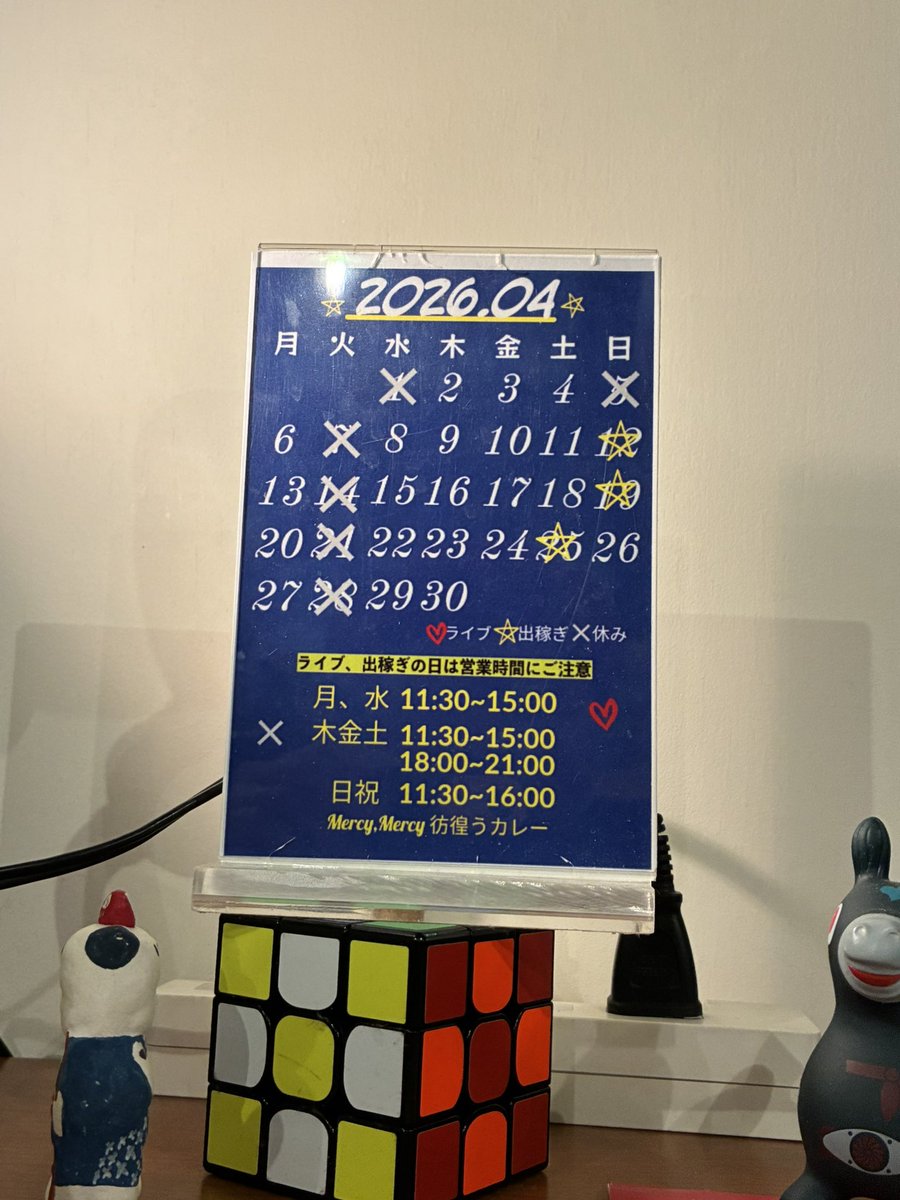 2026.04
月 火 水 木 金 土 日
1 2 3 4 5
6 7 8 9 10 11 12
13 14 15 16 17 18 19
20 21 22 23 24 25 26
27 28 29 30
ライブ 出稼ぎ 休み
ライブ、出稼ぎの日は営業時間にご注意
月、水 11:30~15:00
木金土 11:30~15:00
18:00~21:00
日祝 11:30~16:00
Mercy,Mercy 彷徨うカレー